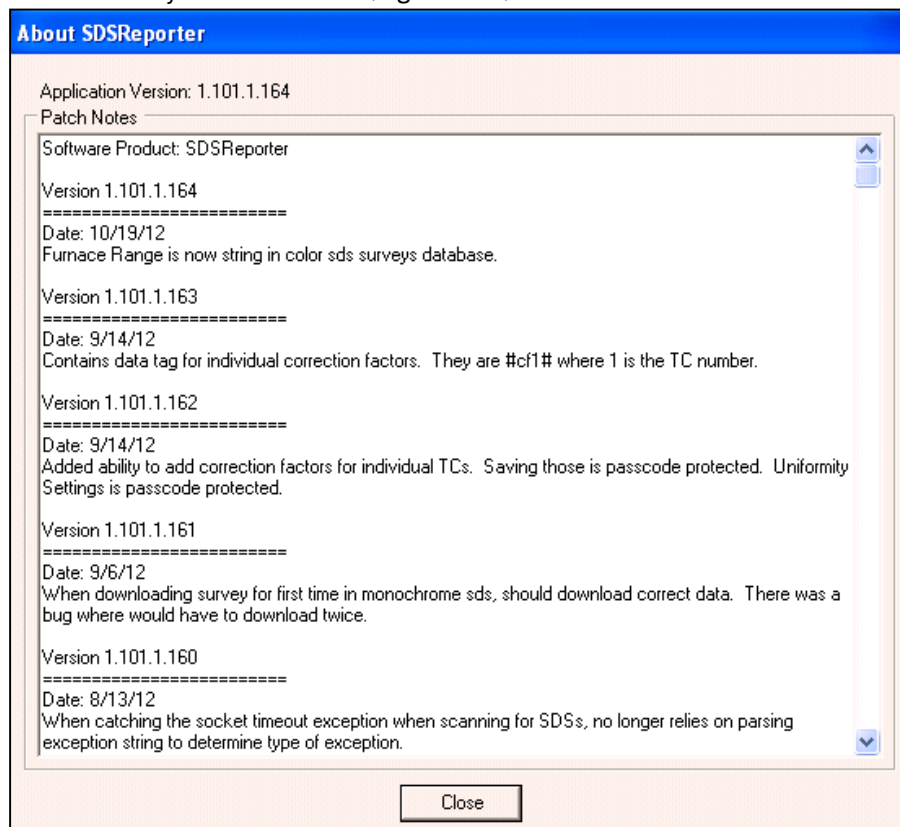 About SDSReporter
Application Version: 1.101.1.164
Patch Notes
Software Product: SDSReporter
Version 1.101.1.164
=========================
Date: 10/19/12
Furnace Range is now string in color sds surveys database.
Version 1.101.1.163
=========================
Date: 9/14/12
Contains data tag for individual correction factors.  They are #cf1# where 1 is the TC number.
Version 1.101.1.162
=========================
Date: 9/14/12
Added ability to add correction factors for individual TCs.  Saving those is passcode protected.  Uniformity
Settings is passcode protected.
Version 1.101.1.161
=========================
Date: 9/6/12
When downloading survey for first time in monochrome sds, should download correct data.  There was a
bug where would have to download twice.
Version 1.101.1.160
=========================
Date: 8/13/12
When catching the socket timeout exception when scanning for SDSs, no longer relies on parsing
exception string to determine type of exception.
Close